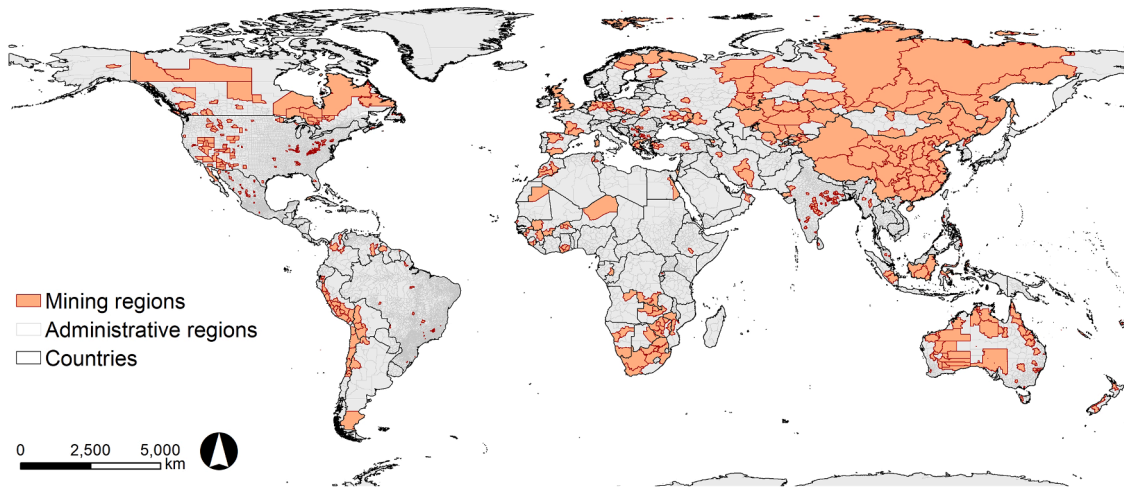 Mining regions
Administrative regions
Countries
0 2,500 5,000
km